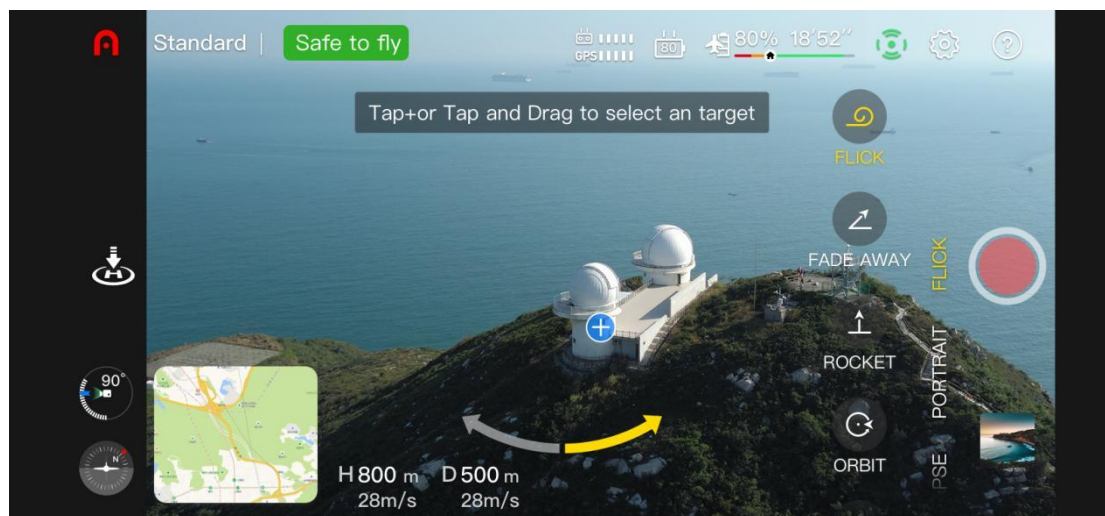 Standard |
Safe to fly
GPS
80
80% 18'52"
Tap+or Tap and Drag to select an target
FLICK
FADE AWAY
ROCKET
ORBIT
FLICK
PORTRAIT
PSE
90°
N
H 800 m D 500 m
28m/s 28m/s